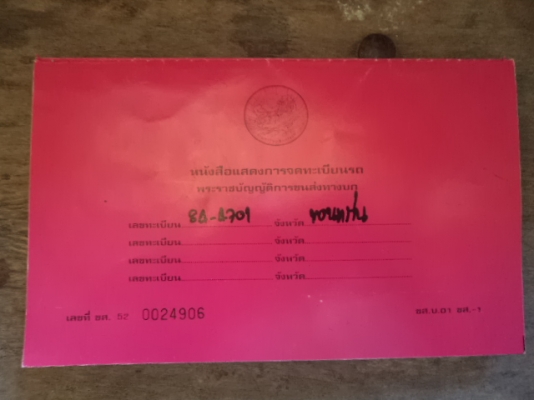 หนังสือแสดงการจดทะเบียนรถ
พระราชบัญญัติการขนส่งทางบก
เลขทะเบียน 84-4701 จังหวัด ขอนแก่น
เลขทะเบียน จังหวัด
เลขทะเบียน จังหวัด
เลขทะเบียน จังหวัด
เลขที่ ขส. 52 0024906